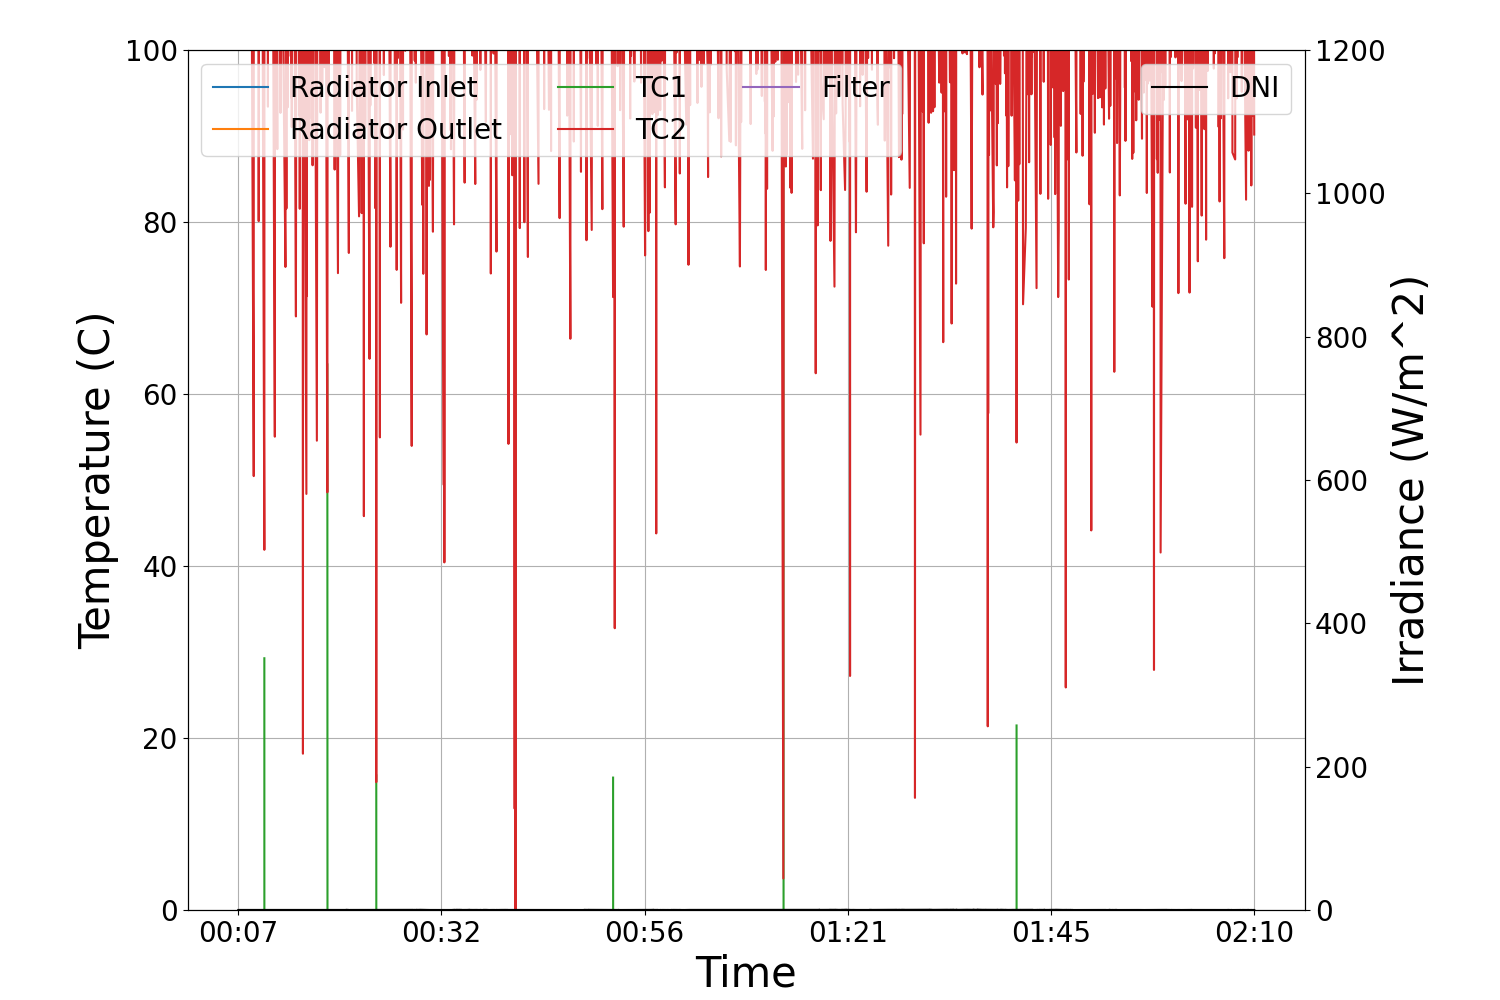 100
80
60
40
20
0
Temperature (C)
Radiator Inlet
Radiator Outlet
TC1
TC2
Filter
DNI
1200
1000
800
600
400
200
0
Irradiance (W/m^2)
00:07 00:32 00:56 01:21 01:45 02:10
Time